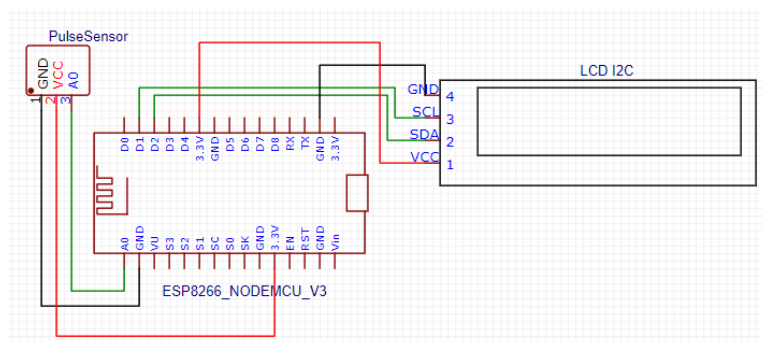 PulseSensor
GND
VCC
A0
1
2
3
LCD I2C
GND 4
SCL 3
SDA 2
VCC 1
D0
D1
D2
D3
D4
3.3V
GND
D5
D6
D7
D8
RX
TX
GND
3.3V
A0
GND
VU
S3
S2
S1
SC
S0
SK
GND
3.3V
EN
RST
GND
Vin
ESP8266_NODEMCU_V3